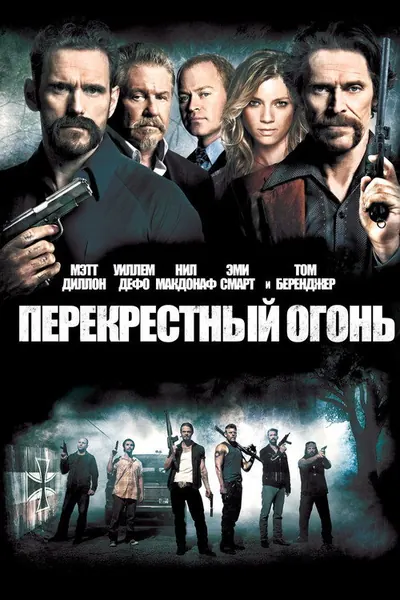 МЭТТ УИЛЛЕМ НИЛ ЭМИ ТОМ
ДИЛЛОН ДЕФО МАКДОНАФ СМАРТ И БЕРЕНДЖЕР
ПЕРЕКРЕСТНЫЙ ОГОНЬ